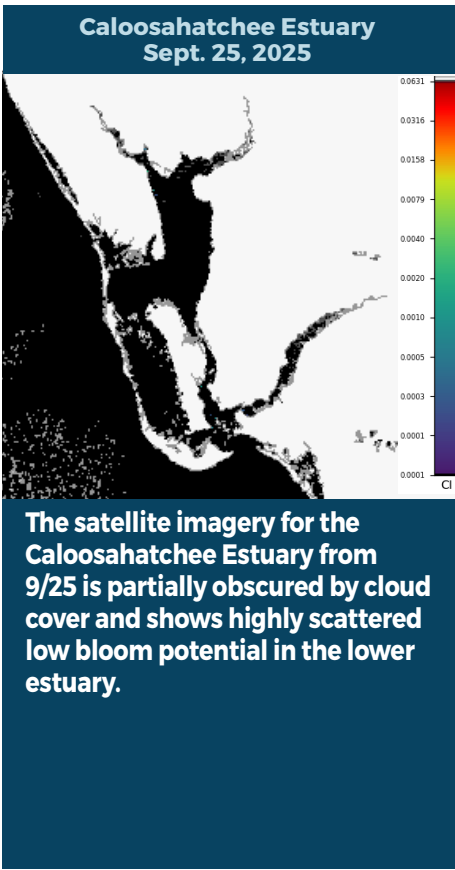 Caloosahatchee Estuary
Sept. 25, 2025
0.0631
0.0316
0.0158
0.0079
0.0040
0.0020
0.0010
0.0005
0.0003
0.0001
0.0001
CI
The satellite imagery for the
Caloosahatchee Estuary from
9/25 is partially obscured by cloud
cover and shows highly scattered
low bloom potential in the lower
estuary.